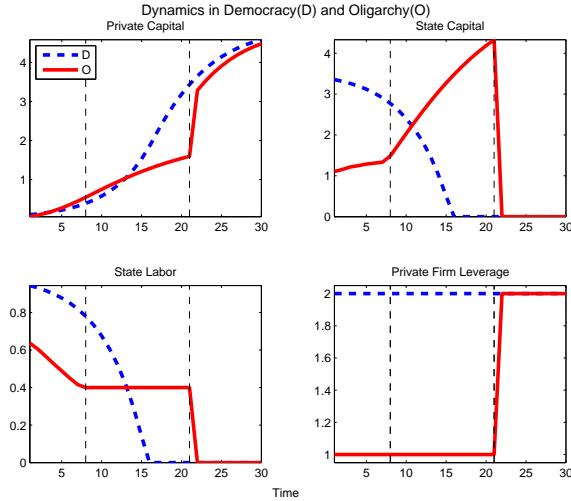 Dynamics in Democracy(D) and Oligarchy(O)
Private Capital
State Capital
D
O
4
3
2
1
5 10 15 20 25 30
4
3
2
1
0
5 10 15 20 25 30
State Labor
Private Firm Leverage
0.8
0.6
0.4
0.2
0
5 10 15 20 25 30
2
1.8
1.6
1.4
1.2
1
5 10 15 20 25 30
Time